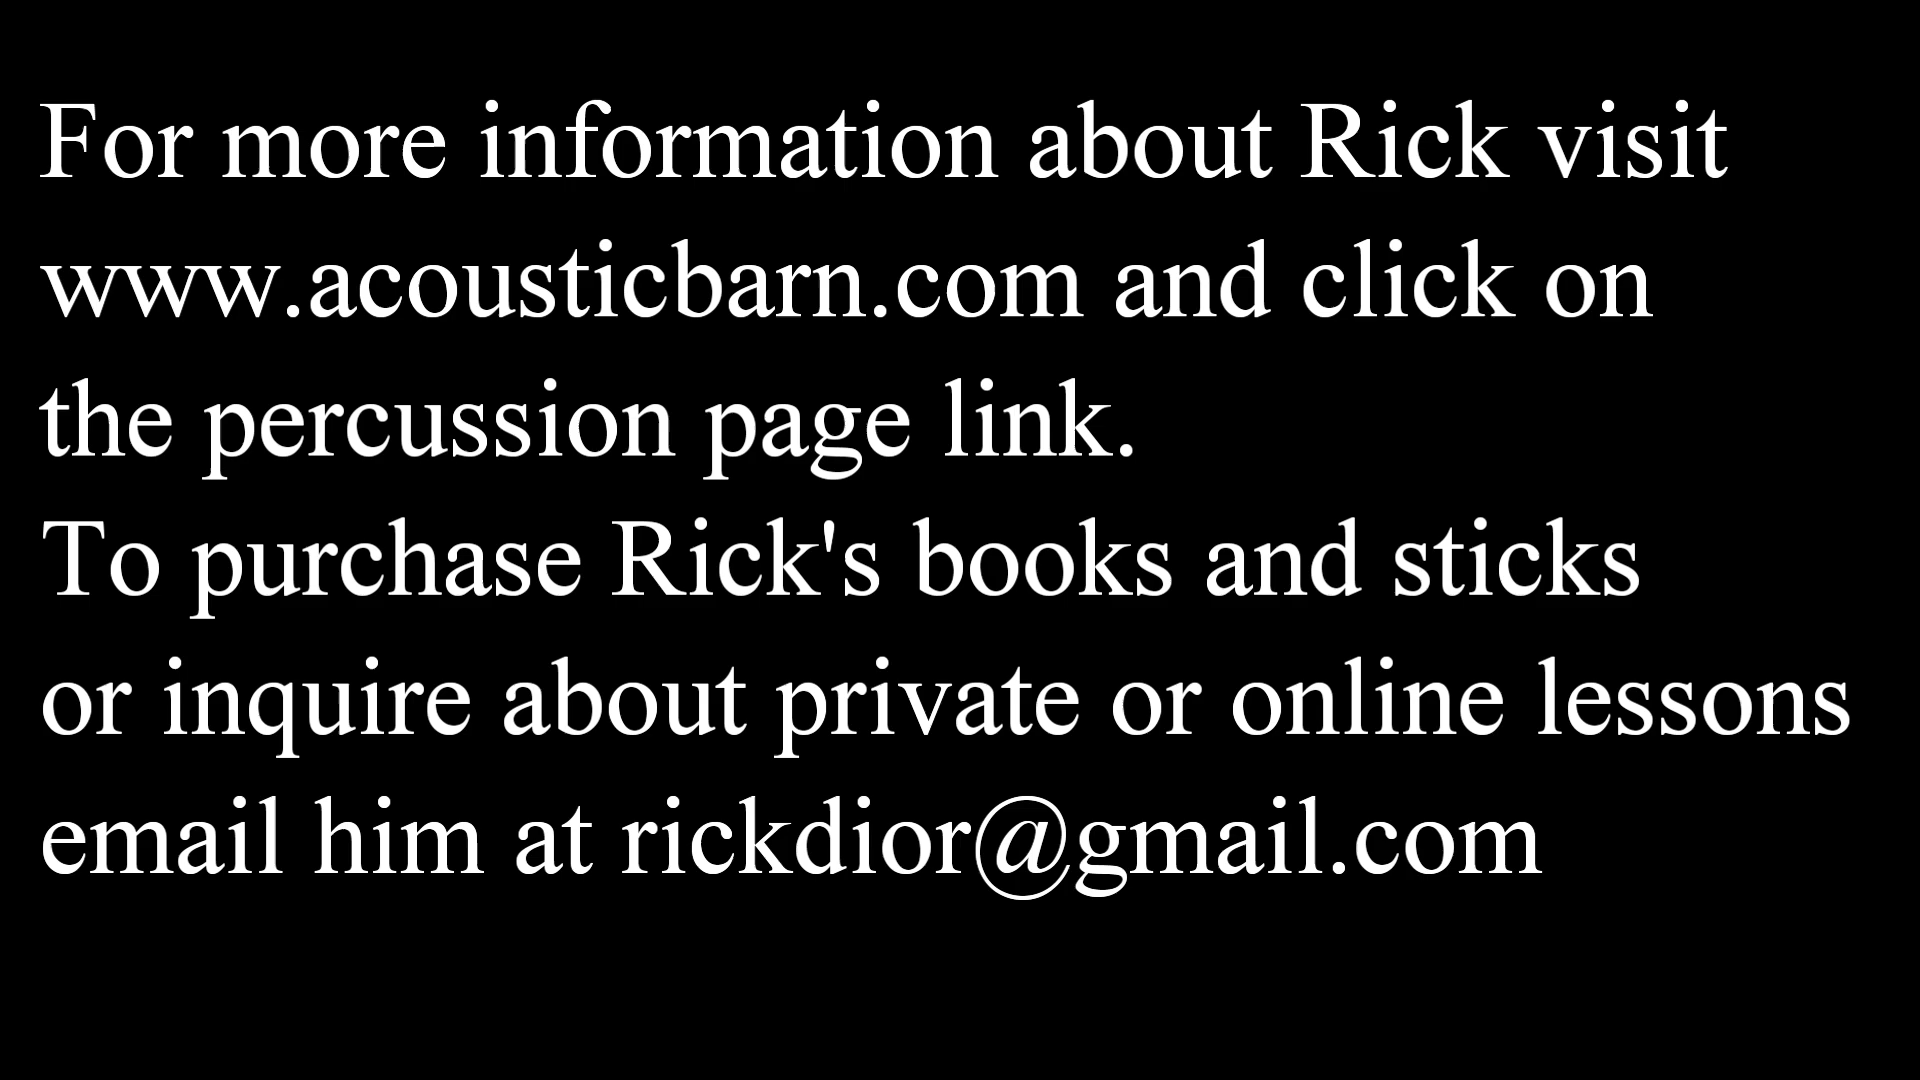 For more information about Rick visit
www.acousticbarn.com and click on
the percussion page link.
To purchase Rick's books and sticks
or inquire about private or online lessons
email him at rickdior@gmail.com